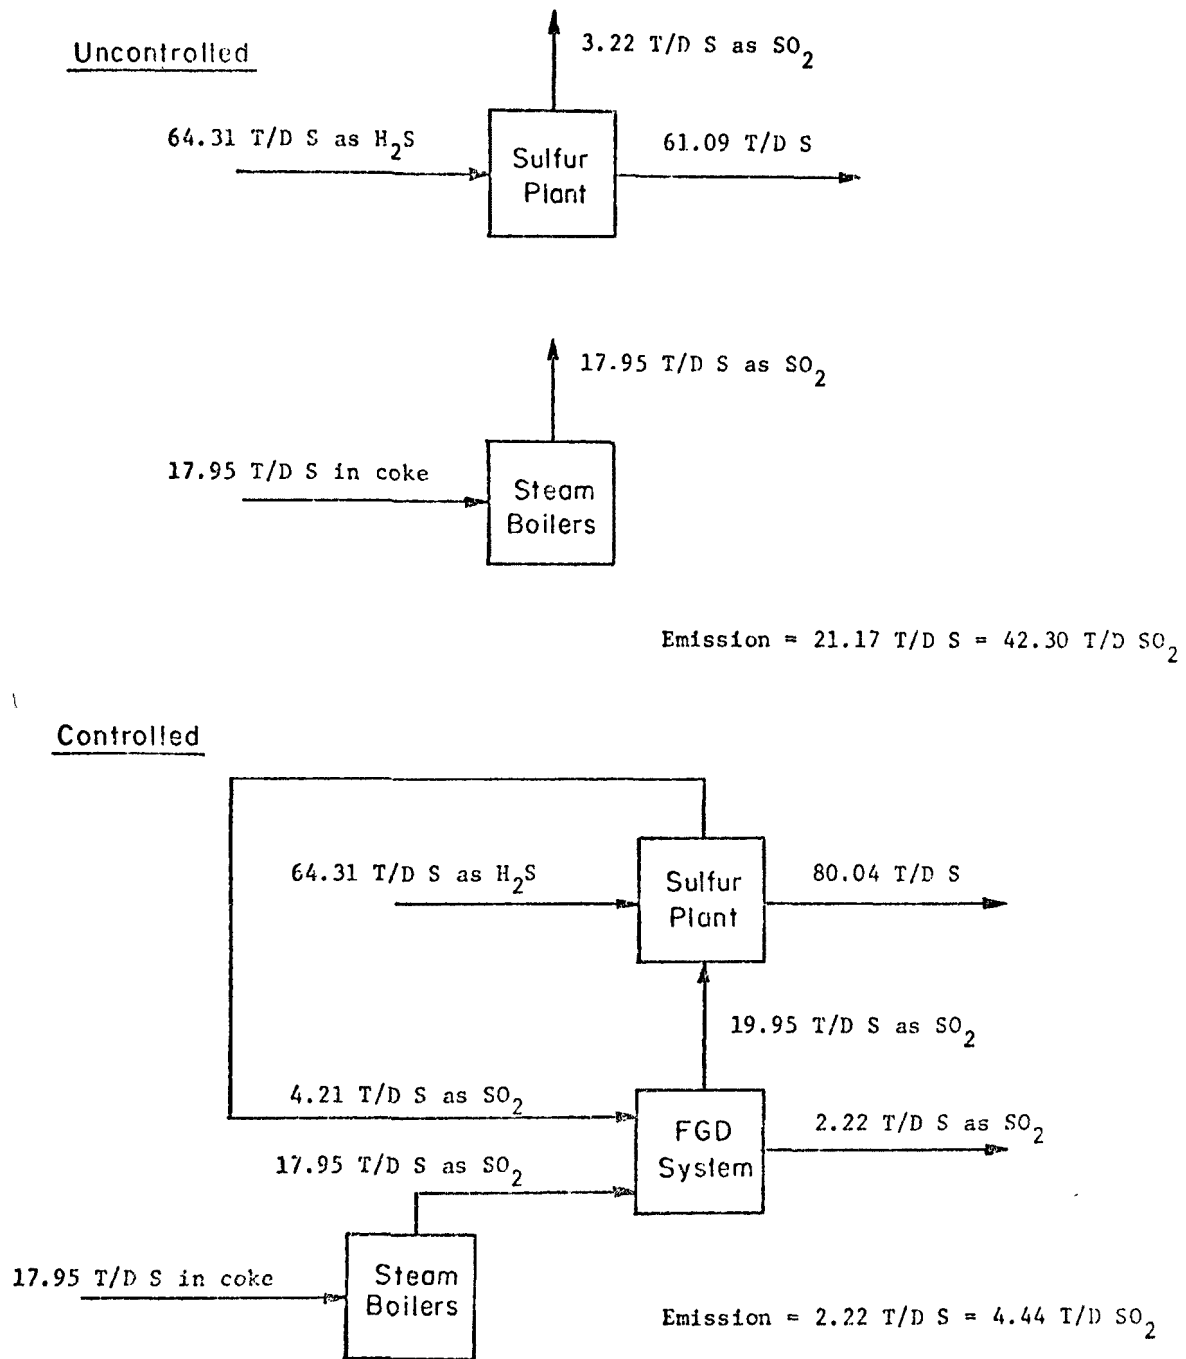 Uncontrolled
3.22 T/D S as SO2
64.31 T/D S as H2S
61.09 T/D S
Sulfur
Plant
17.95 T/D S as SO2
17.95 T/D S in coke
Steam
Boilers
Emission = 21.17 T/D S = 42.30 T/D SO2
Controlled
64.31 T/D S as H2S
Sulfur
Plant
80.04 T/D S
19.95 T/D S as SO2
4.21 T/D S as SO2
FGD
System
2.22 T/D S as SO2
17.95 T/D S as SO2
17.95 T/D S in coke
Steam
Boilers
Emission = 2.22 T/D S = 4.44 T/D SO2